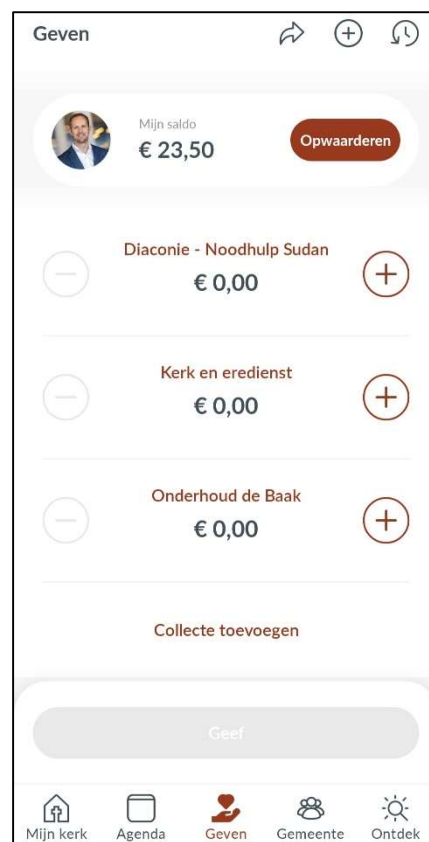 Geven
Mijn saldo
€ 23,50
Opwaarderen
Diaconie - Noodhulp Sudan
€ 0,00
Kerk en eredienst
€ 0,00
Onderhoud de Baak
€ 0,00
Collecte toevoegen
Geef
Mijn kerk Agenda Geven Gemeente Ontdek